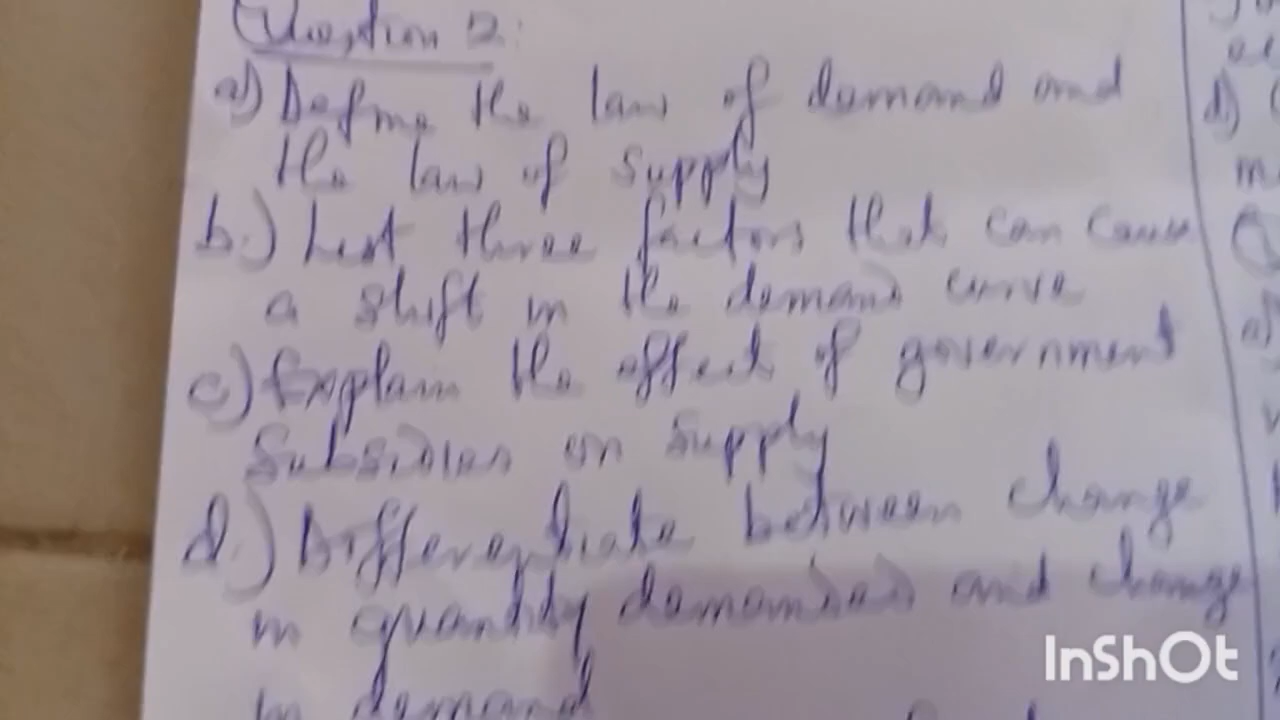 Question 2:
a) Define the law of demand and
the law of supply
b.) List three factors that can cause
a shift in the demand curve
c) Explain the effect of government
Subsidies on supply
d.) Differentiate between change
in quantity demanded and change
in demand
d)
a)
InShOt